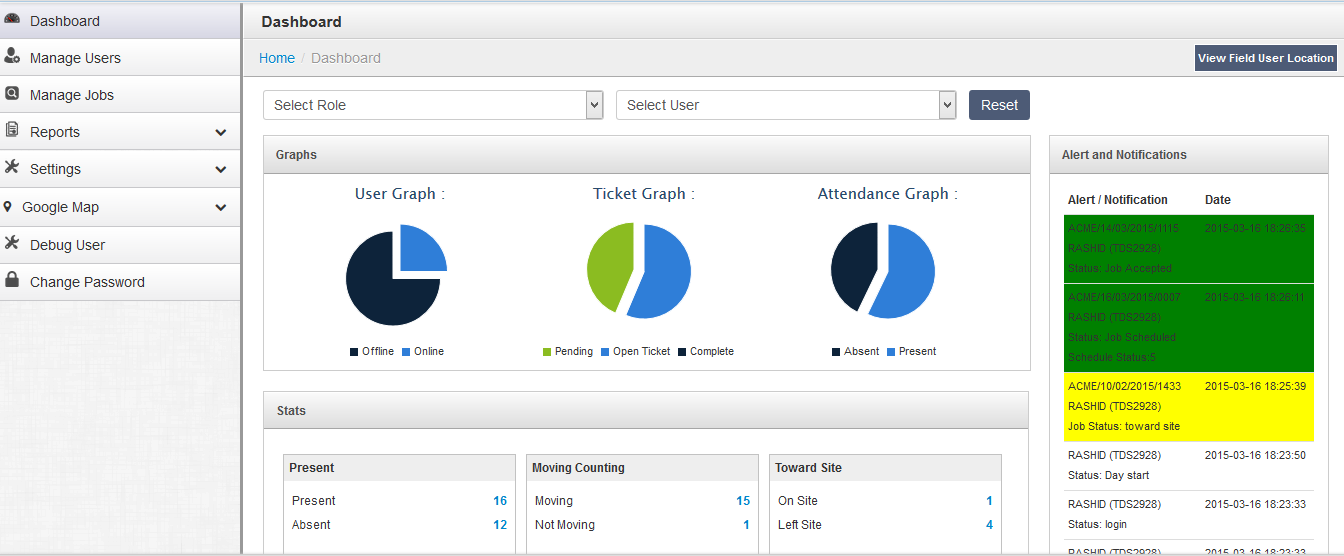 Dashboard
Manage Users
Manage Jobs
Reports
Settings
Google Map
Debug User
Change Password
Dashboard
Home / Dashboard
View Field User Location
Select Role
Select User
Reset
Graphs
User Graph :
Ticket Graph :
Attendance Graph :
Offline Online
Pending Open Ticket Complete
Absent Present
Stats
Present
Present 16
Absent 12
Moving Counting
Moving 15
Not Moving 1
Toward Site
On Site 1
Left Site 4
Alert and Notifications
Alert / Notification Date
ACME/14/03/2015/1115 2015-03-16 18:26:35
RASHID (TDS2928)
Status: Job Accepted
ACME/16/03/2015/0007 2015-03-16 18:26:11
RASHID (TDS2928)
Status: Job Scheduled
Schedule Status:5
ACME/10/02/2015/1433 2015-03-16 18:25:39
RASHID (TDS2928)
Job Status: toward site
RASHID (TDS2928) 2015-03-16 18:23:50
Status: Day start
RASHID (TDS2928) 2015-03-16 18:23:33
Status: login
RASHID (TDS2928) 2015-03-16 18:23:33